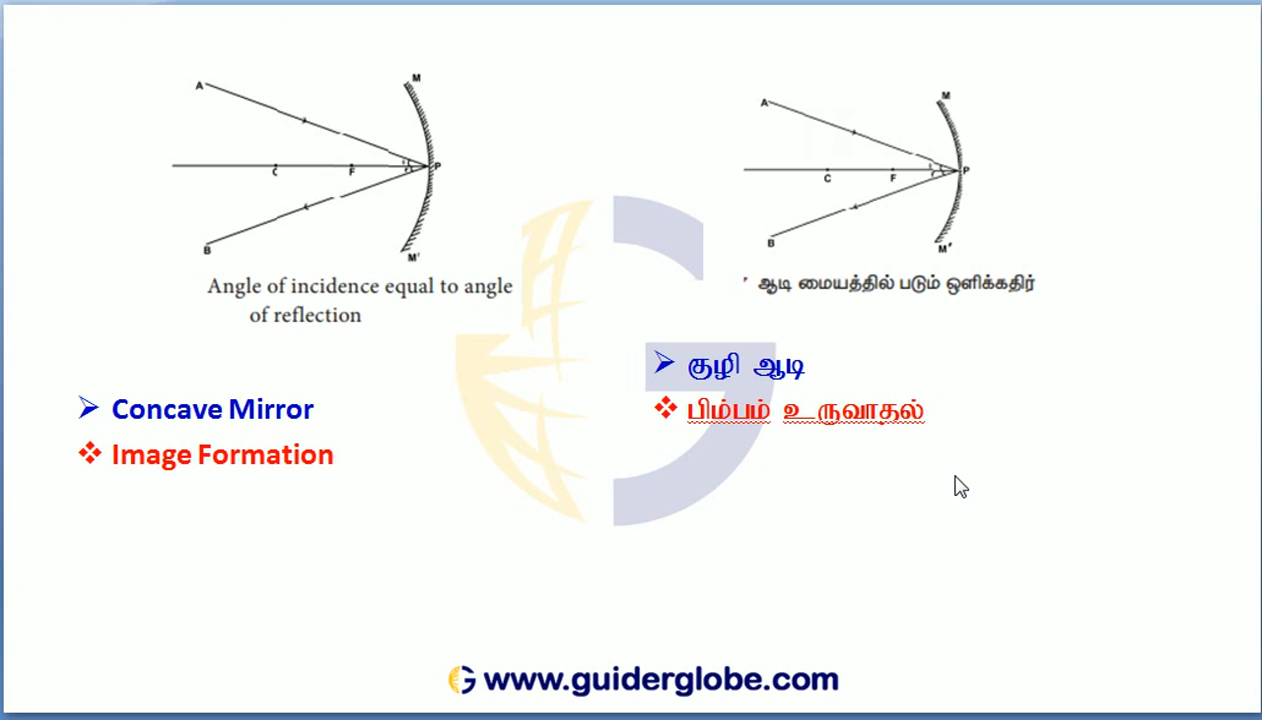 A
M
C
F
i
r
P
B
M'
Angle of incidence equal to angle
of reflection
Concave Mirror
Image Formation
A
M
C
F
i
r
P
B
M'
ஆடி மையத்தில் படும் ஒளிக்கதிர்
குழி ஆடி
பிம்பம் உருவாதல்
www.guiderglobe.com